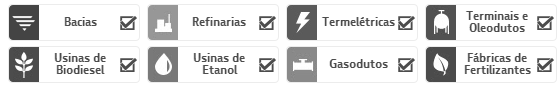 Bacias
Refinarias
Termelétricas
Terminais e
Oleodutos
Usinas de
Biodiesel
Usinas de
Etanol
Gasodutos
Fábricas de
Fertilizantes